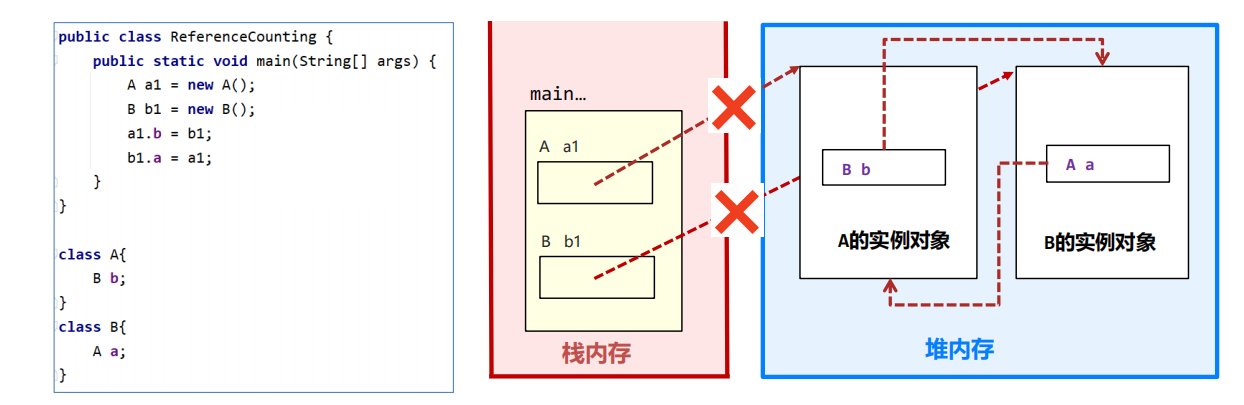 public class ReferenceCounting {
    public static void main(String[] args) {
        A a1 = new A();
        B b1 = new B();
        a1.b = b1;
        b1.a = a1;
    }
}
class A{
    B b;
}
class B{
    A a;
}
main…
A a1
B b1
栈内存
B b
A的实例对象
A a
B的实例对象
堆内存